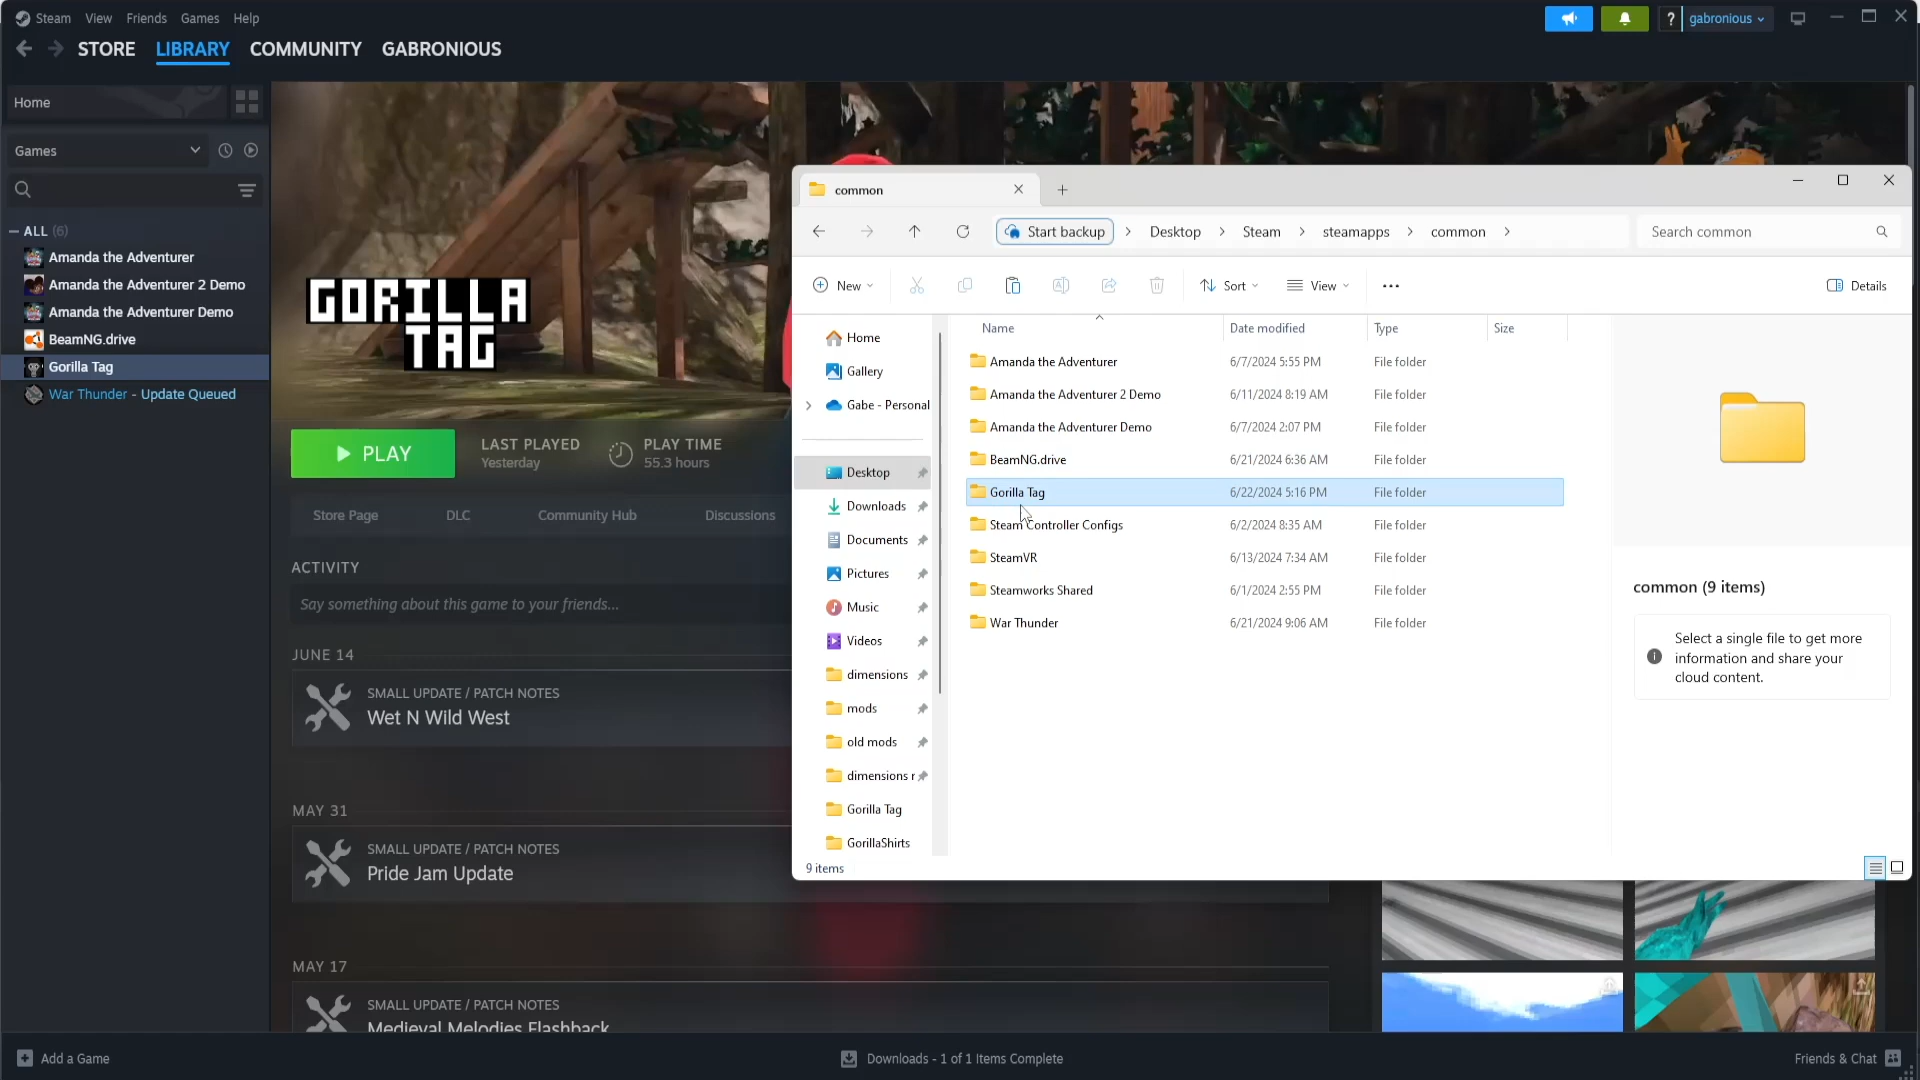 Steam View Friends Games Help
? gabronious
STORE LIBRARY COMMUNITY GABRONIOUS
Home
Games
ALL (6)
Amanda the Adventurer
Amanda the Adventurer 2 Demo
Amanda the Adventurer Demo
BeamNG.drive
Gorilla Tag
War Thunder - Update Queued
GORILLA
TAG
PLAY
LAST PLAYED
Yesterday
PLAY TIME
55.3 hours
Store Page DLC Community Hub Discussions
ACTIVITY
Say something about this game to your friends...
JUNE 14
SMALL UPDATE / PATCH NOTES
Wet N Wild West
MAY 31
SMALL UPDATE / PATCH NOTES
Pride Jam Update
MAY 17
SMALL UPDATE / PATCH NOTES
Medieval Melodies Flashback
common
Start backup Desktop Steam steamapps common
Search common
New Sort View ... Details
Home
Gallery
Gabe - Personal
Desktop
Downloads
Documents
Pictures
Music
Videos
dimensions
mods
old mods
dimensions r
Gorilla Tag
GorillaShirts
Name Date modified Type Size
Amanda the Adventurer 6/7/2024 5:55 PM File folder
Amanda the Adventurer 2 Demo 6/11/2024 8:19 AM File folder
Amanda the Adventurer Demo 6/7/2024 2:07 PM File folder
BeamNG.drive 6/21/2024 6:36 AM File folder
Gorilla Tag 6/22/2024 5:16 PM File folder
Steam Controller Configs 6/2/2024 8:35 AM File folder
SteamVR 6/13/2024 7:34 AM File folder
Steamworks Shared 6/1/2024 2:55 PM File folder
War Thunder 6/21/2024 9:06 AM File folder
common (9 items)
Select a single file to get more
information and share your
cloud content.
9 items
Add a Game
Downloads - 1 of 1 Items Complete
Friends & Chat